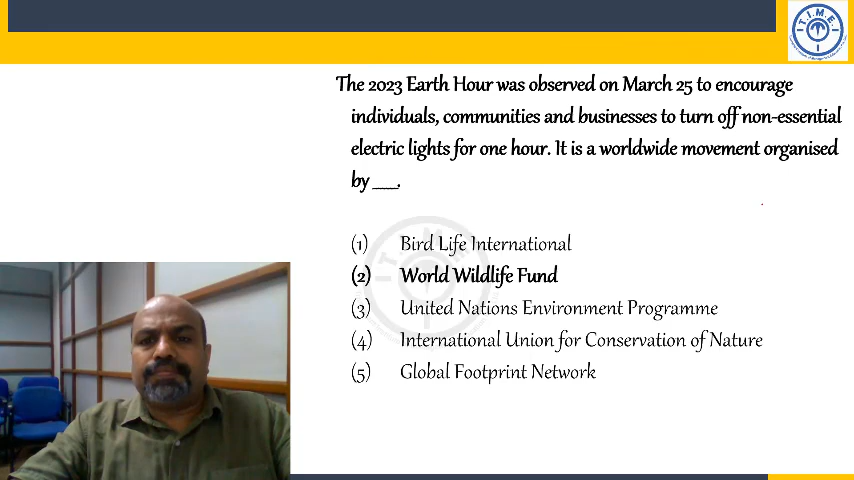 T.I.M.E.
The 2023 Earth Hour was observed on March 25 to encourage
individuals, communities and businesses to turn off non-essential
electric lights for one hour. It is a worldwide movement organised
by ___.
(1) Bird Life International
(2) World Wildlife Fund
(3) United Nations Environment Programme
(4) International Union for Conservation of Nature
(5) Global Footprint Network